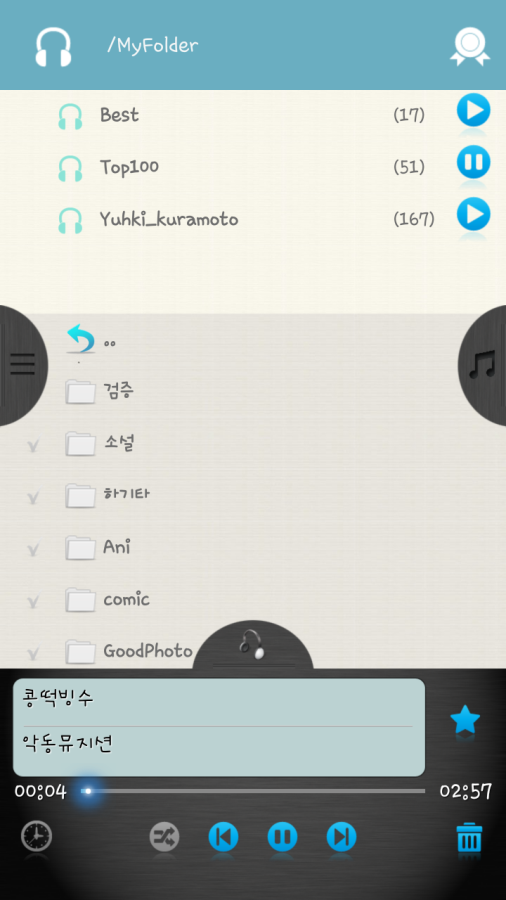 /MyFolder
Best (17)
Top100 (51)
Yuhki_kuramoto (167)
..
검증
소설
하기타
Ani
comic
GoodPhoto
콩떡빙수
악동뮤지션
00:04 02:57